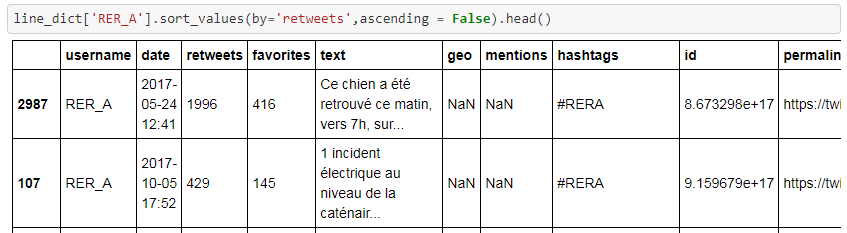 line_dict['RER_A'].sort_values(by='retweets',ascending = False).head()
username date retweets favorites text geo mentions hashtags id permalin
2987 RER_A 2017-05-24 12:41 1996 416 Ce chien a été retrouvé ce matin, vers 7h, sur... NaN NaN #RERA 8.673298e+17 https://twi
107 RER_A 2017-10-05 17:52 429 145 1 incident électrique au niveau de la caténair... NaN NaN #RERA 9.159679e+17 https://twi